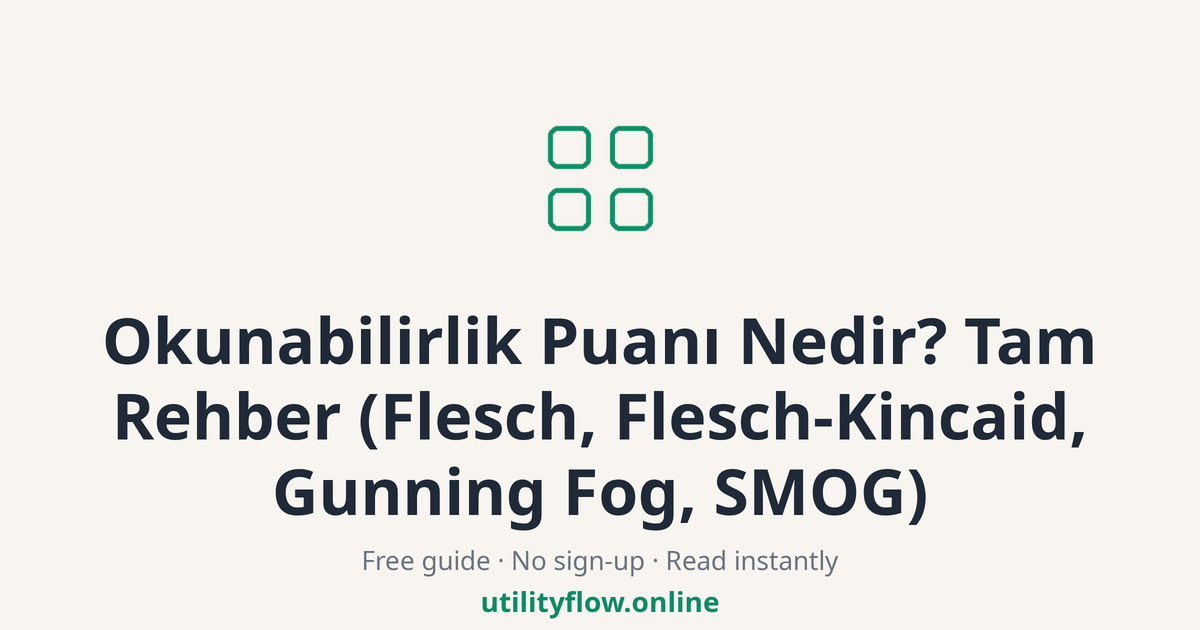 Okunabilirlik Puanı Nedir? Tam
Rehber (Flesch, Flesch-Kincaid,
Gunning Fog, SMOG)
Free guide · No sign-up · Read instantly
utilityflow.online